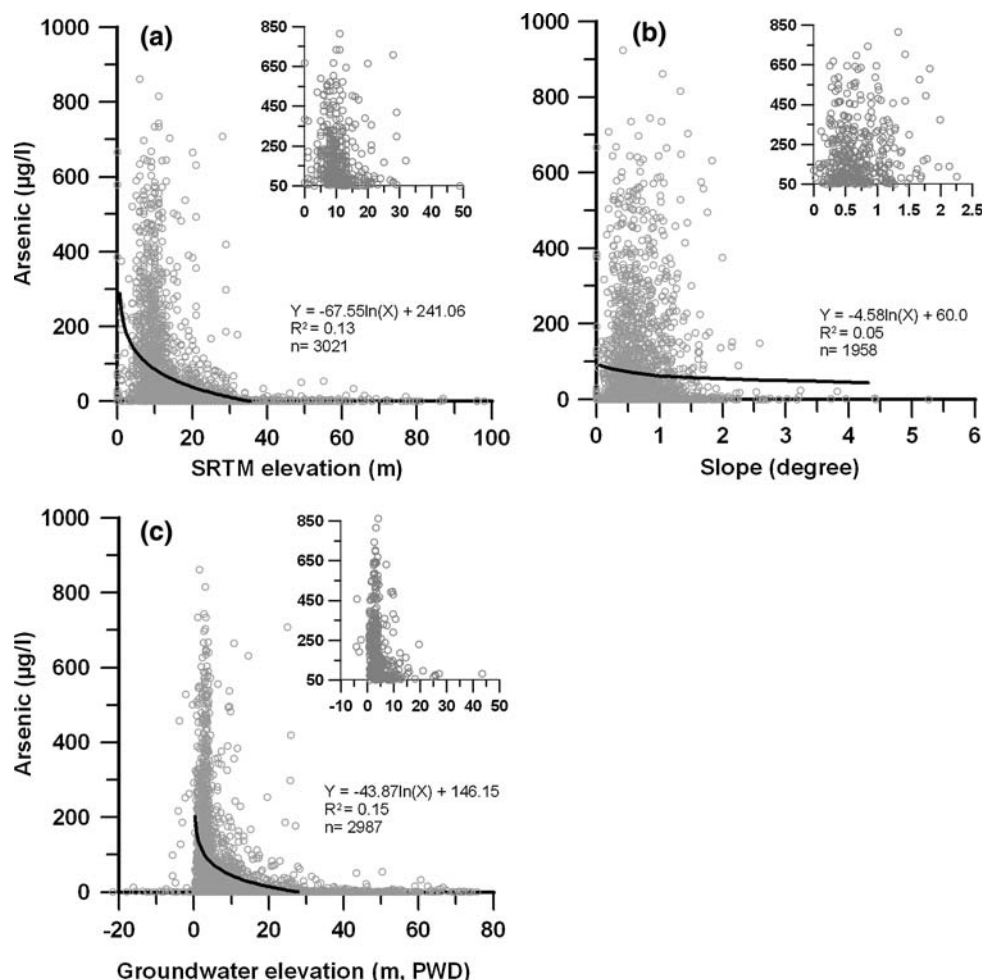 (a)
Arsenic (µg/l)
1000
800
600
400
200
0
0 20 40 60 80 100
SRTM elevation (m)
850
650
450
250
50
0 10 20 30 40 50
Y = -67.55ln(X) + 241.06
R² = 0.13
n= 3021
(b)
1000
800
600
400
200
0
0 1 2 3 4 5 6
Slope (degree)
850
650
450
250
50
0 0.5 1 1.5 2 2.5
Y = -4.58ln(X) + 60.0
R² = 0.05
n= 1958
(c)
Arsenic (µg/l)
1000
800
600
400
200
0
-20 0 20 40 60 80
Groundwater elevation (m, PWD)
850
650
450
250
50
-10 0 10 20 30 40 50
Y = -43.87ln(X) + 146.15
R² = 0.15
n= 2987